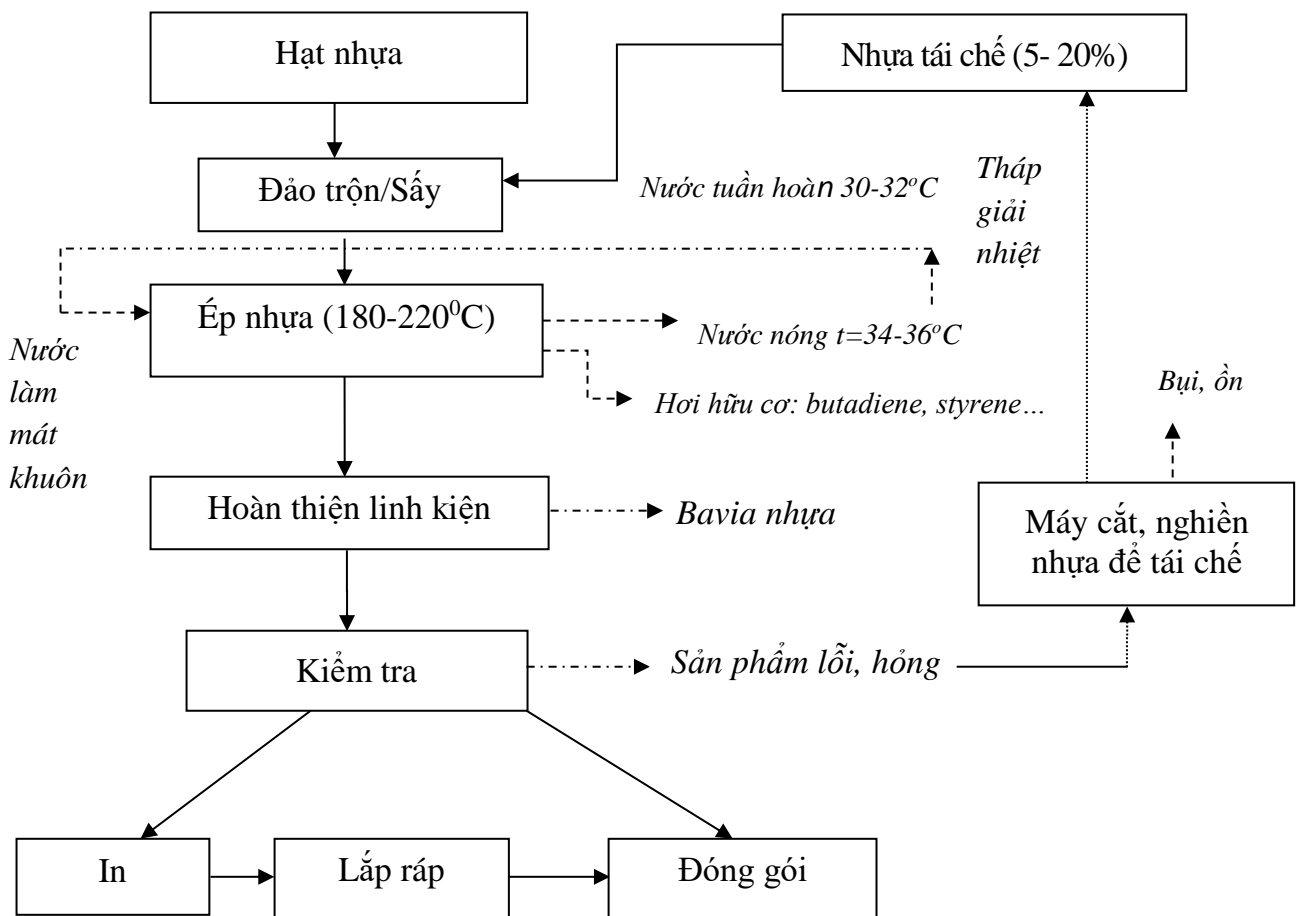 Hạt nhựa
Nhựa tái chế (5- 20%)
Đảo trộn/Sấy
Nước tuần hoàn 30-32ºC
Tháp
giải
nhiệt
Ép nhựa (180-220⁰C)
Nước nóng t=34-36ºC
Nước
làm
mát
khuôn
Hơi hữu cơ: butadiene, styrene…
Bụi, ồn
Hoàn thiện linh kiện
Bavia nhựa
Máy cắt, nghiền
nhựa để tái chế
Kiểm tra
Sản phẩm lỗi, hỏng
In
Lắp ráp
Đóng gói